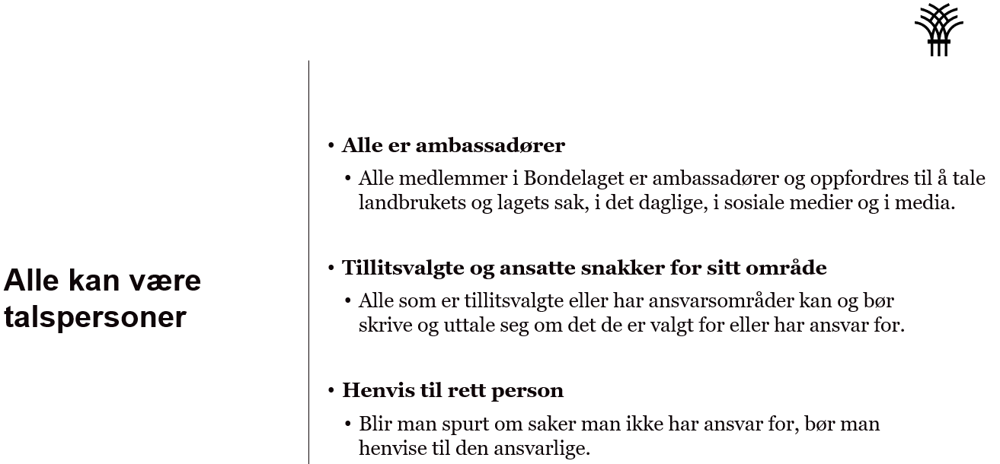 Alle kan være
talspersoner
• Alle er ambassadører
• Alle medlemmer i Bondelaget er ambassadører og oppfordres til å tale
landbrukets og lagets sak, i det daglige, i sosiale medier og i media.
• Tillitsvalgte og ansatte snakker for sitt område
• Alle som er tillitsvalgte eller har ansvarsområder kan og bør
skrive og uttale seg om det de er valgt for eller har ansvar for.
• Henvis til rett person
• Blir man spurt om saker man ikke har ansvar for, bør man
henvise til den ansvarlige.